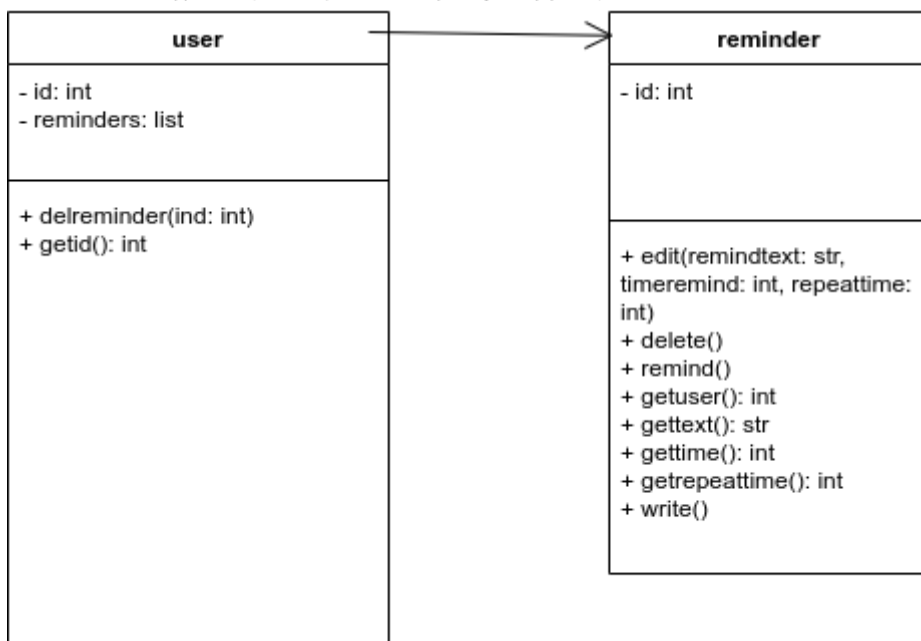 user
- id: int
- reminders: list
+ delreminder(ind: int)
+ getid(): int
reminder
- id: int
+ edit(remindtext: str,
timeremind: int, repeattime:
int)
+ delete()
+ remind()
+ getuser(): int
+ gettext(): str
+ gettime(): int
+ getrepeattime(): int
+ write()